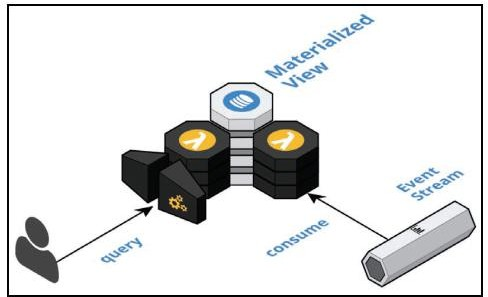 Materialized
View
Event
Stream
query
consume